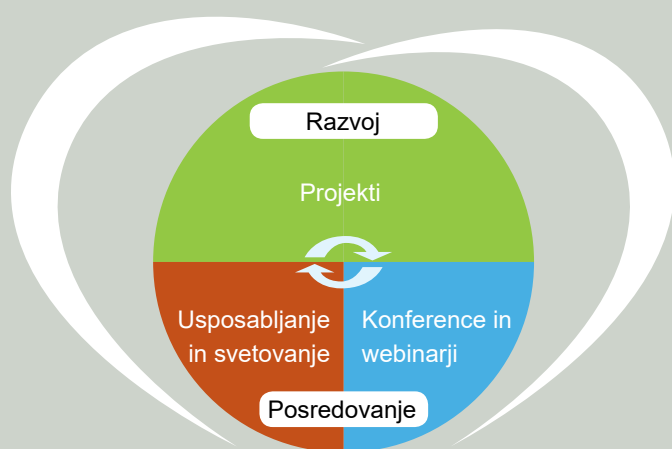 Razvoj
Projekti
Usposabljanje
in svetovanje
Konference in
webinarji
Posredovanje